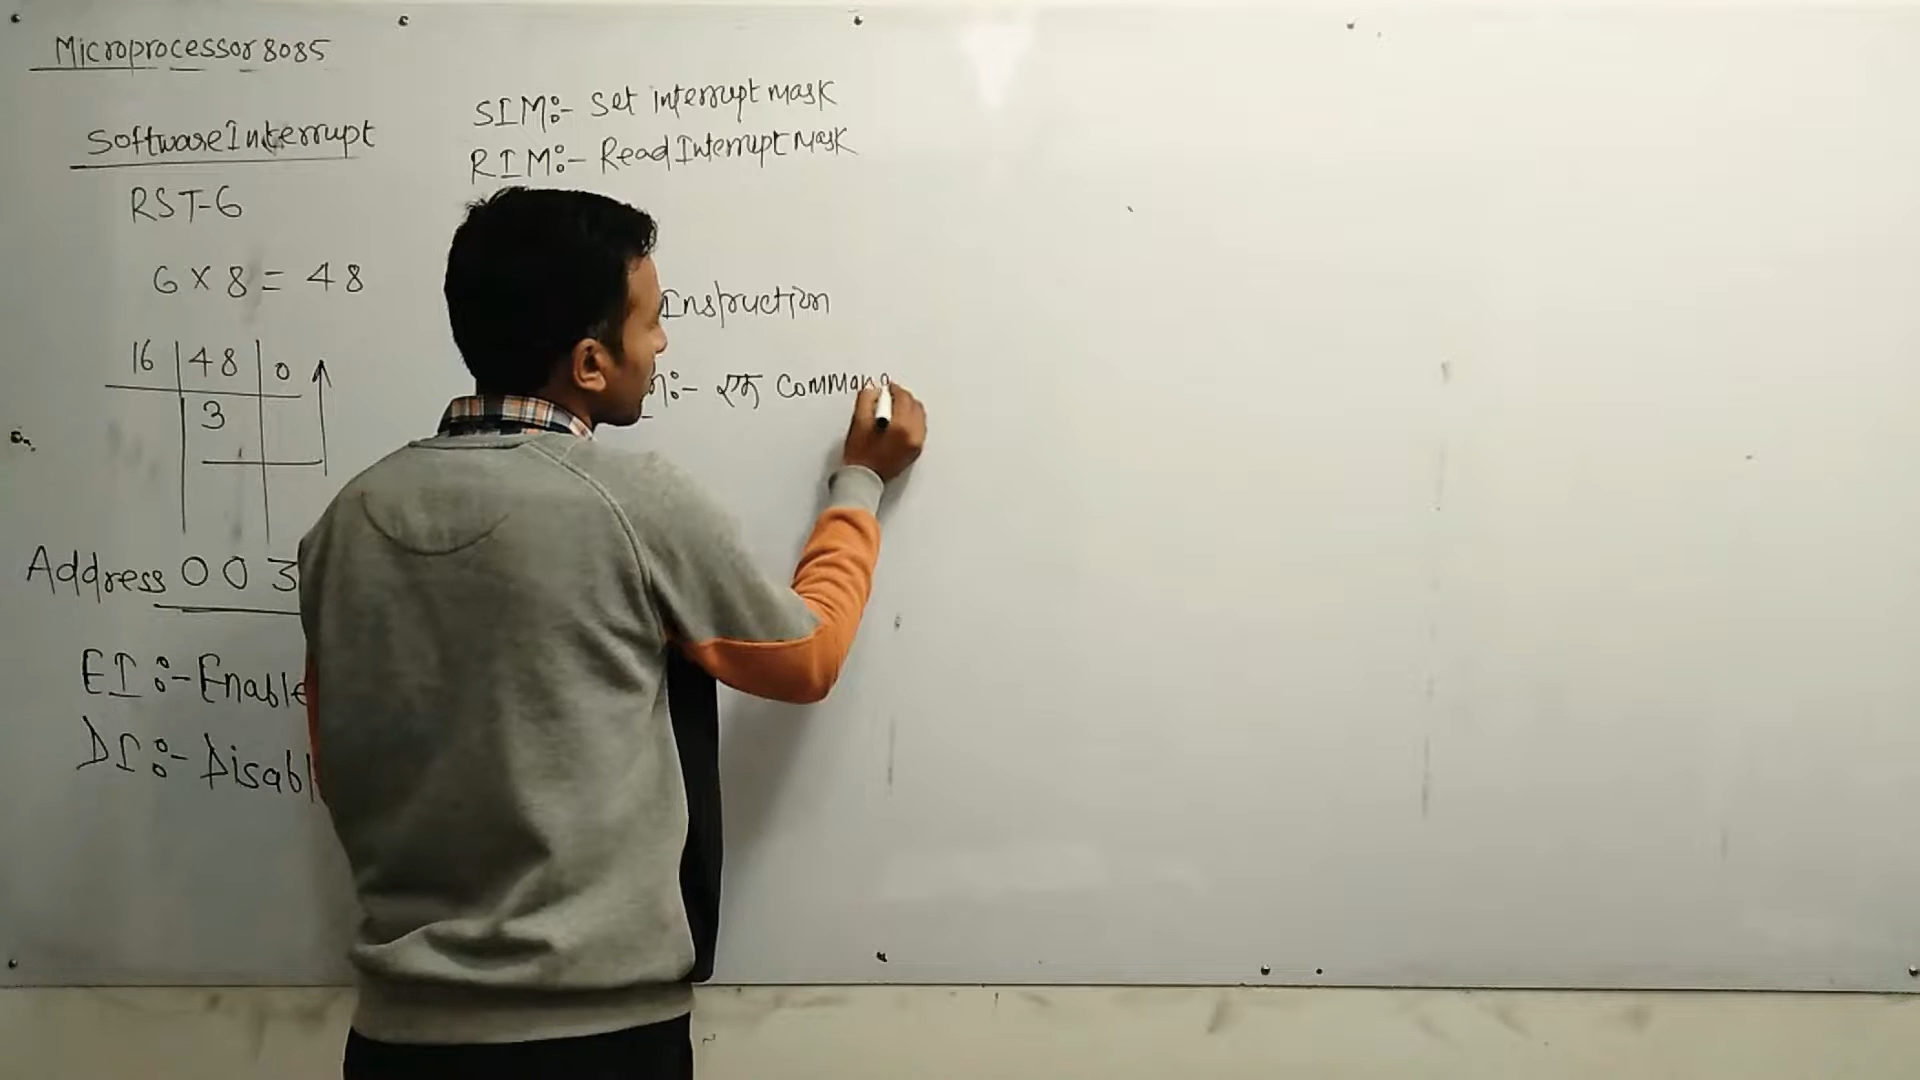 Microprocessor 8085
Software Interrupt
RST-6
6 × 8 = 48
16 | 48 | 0
3
Address 0 0 3
EI :- Enable
DI :- Disabl
SIM :- Set interrupt mask
RIM :- Read Interrupt Mask
Instruction
M :- एक Comman